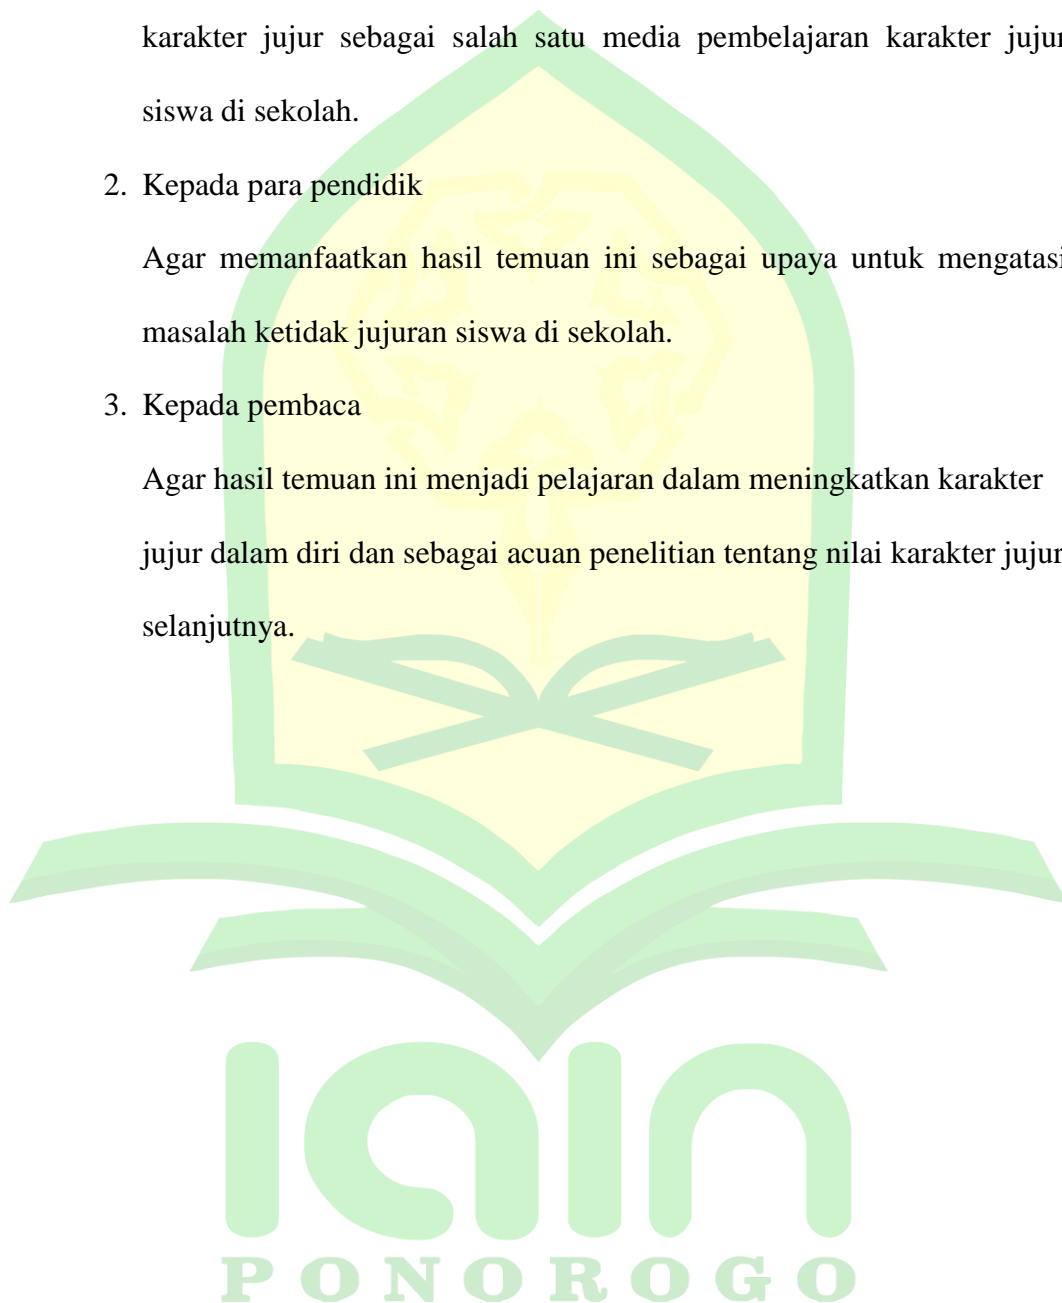 karakter jujur sebagai salah satu media pembelajaran karakter jujur
siswa di sekolah.
2. Kepada para pendidik
Agar memanfaatkan hasil temuan ini sebagai upaya untuk mengatasi
masalah ketidak jujuran siswa di sekolah.
3. Kepada pembaca
Agar hasil temuan ini menjadi pelajaran dalam meningkatkan karakter
jujur dalam diri dan sebagai acuan penelitian tentang nilai karakter jujur
selanjutnya.
IAIN
PONOROGO